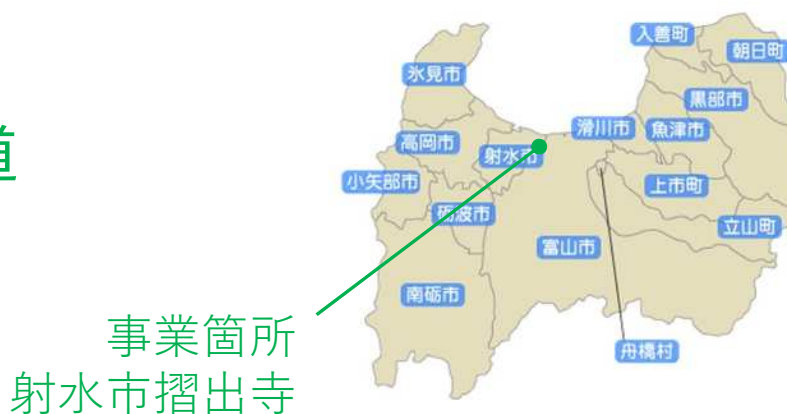 道
入善町
朝日町
氷見市
黒部市
滑川市
魚津市
高岡市
射水市
小矢部市
上市町
砺波市
立山町
富山市
南砺市
舟橋村
事業箇所
射水市摺出寺